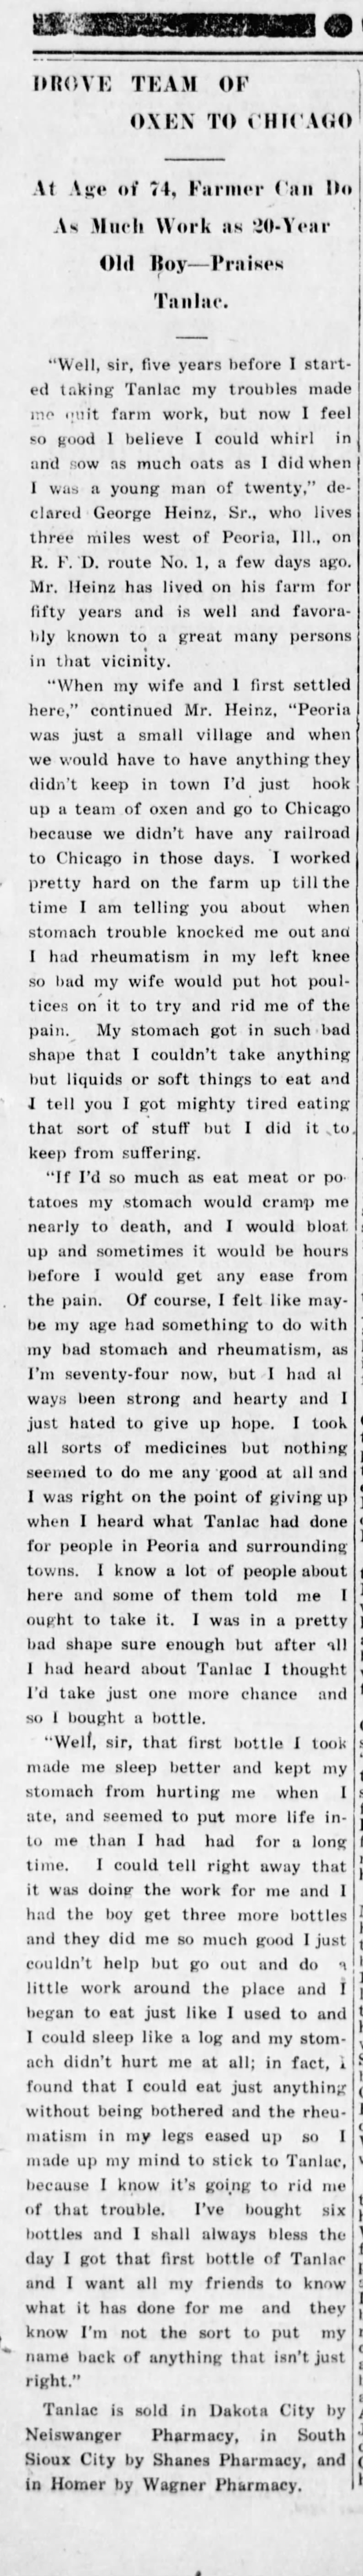 DROVE TEAM OF
OXEN TO CHICAGO
At Age of 74, Farmer Can Do
As Much Work as 20-Year
Old Boy—Praises
Tanlac.
"Well, sir, five years before I start-
ed taking Tanlac my troubles made
me quit farm work, but now I feel
so good I believe I could whirl in
and sow as much oats as I did when
I was a young man of twenty," de-
clared George Heinz, Sr., who lives
three miles west of Peoria, Ill., on
R. F. D. route No. 1, a few days ago.
Mr. Heinz has lived on his farm for
fifty years and is well and favora-
bly known to a great many persons
in that vicinity.
"When my wife and I first settled
here," continued Mr. Heinz, "Peoria
was just a small village and when
we would have to have anything they
didn't keep in town I'd just hook
up a team of oxen and go to Chicago
because we didn't have any railroad
to Chicago in those days. I worked
pretty hard on the farm up till the
time I am telling you about when
stomach trouble knocked me out and
I had rheumatism in my left knee
so bad my wife would put hot poul-
tices on it to try and rid me of the
pain. My stomach got in such bad
shape that I couldn't take anything
but liquids or soft things to eat and
I tell you I got mighty tired eating
that sort of stuff but I did it to
keep from suffering.
"If I'd so much as eat meat or po-
tatoes my stomach would cramp me
nearly to death, and I would bloat
up and sometimes it would be hours
before I would get any ease from
the pain. Of course, I felt like may-
be my age had something to do with
my bad stomach and rheumatism, as
I'm seventy-four now, but I had al
ways been strong and hearty and I
just hated to give up hope. I took
all sorts of medicines but nothing
seemed to do me any good at all and
I was right on the point of giving up
when I heard what Tanlac had done
for people in Peoria and surrounding
towns. I know a lot of people about
here and some of them told me I
ought to take it. I was in a pretty
bad shape sure enough but after all
I had heard about Tanlac I thought
I'd take just one more chance and
so I bought a bottle.
"Well, sir, that first bottle I took
made me sleep better and kept my
stomach from hurting me when I
ate, and seemed to put more life in-
to me than I had had for a long
time. I could tell right away that
it was doing the work for me and I
had the boy get three more bottles
and they did me so much good I just
couldn't help but go out and do a
little work around the place and I
began to eat just like I used to and
I could sleep like a log and my stom-
ach didn't hurt me at all; in fact, i
found that I could eat just anything
without being bothered and the rheu-
matism in my legs eased up so I
made up my mind to stick to Tanlac,
because I know it's going to rid me
of that trouble. I've bought six
bottles and I shall always bless the
day I got that first bottle of Tanlac
and I want all my friends to know
what it has done for me and they
know I'm not the sort to put my
name back of anything that isn't just
right."
Tanlac is sold in Dakota City by
Neiswanger Pharmacy, in South
Sioux City by Shanes Pharmacy, and
in Homer by Wagner Pharmacy.